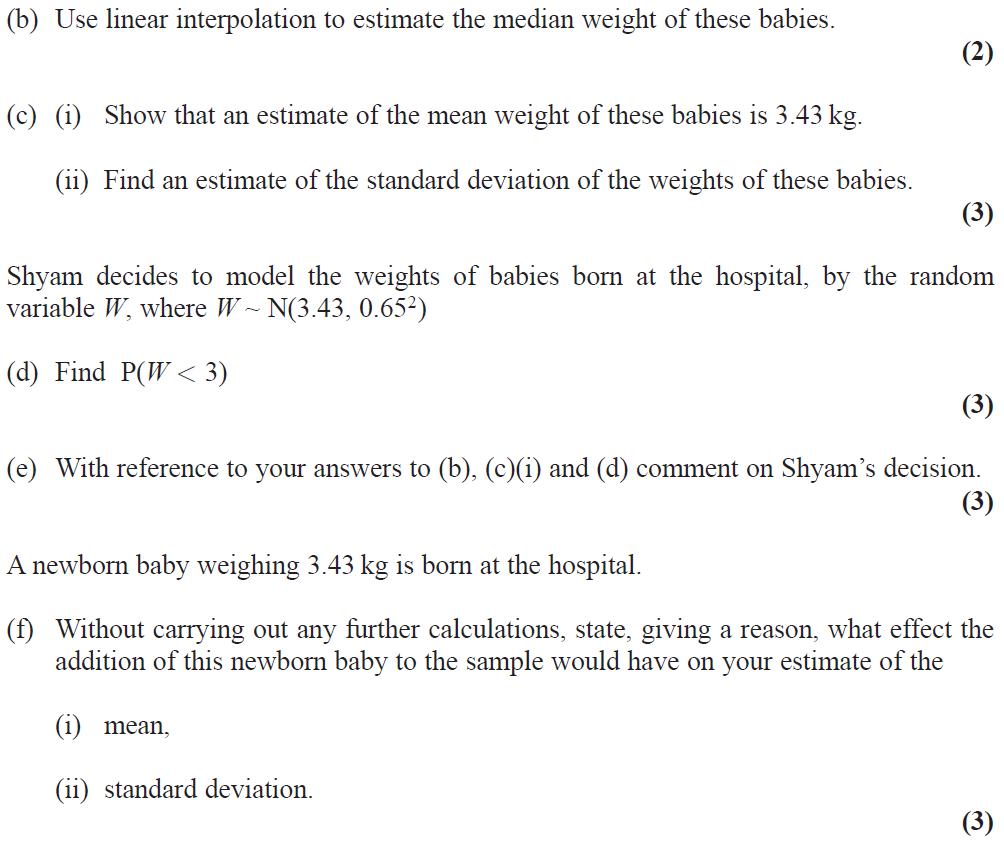 (b) Use linear interpolation to estimate the median weight of these babies.
(2)
(c) (i) Show that an estimate of the mean weight of these babies is 3.43 kg.
(ii) Find an estimate of the standard deviation of the weights of these babies.
(3)
Shyam decides to model the weights of babies born at the hospital, by the random
variable W, where W ~ N(3.43, 0.65²)
(d) Find P(W < 3)
(3)
(e) With reference to your answers to (b), (c)(i) and (d) comment on Shyam’s decision.
(3)
A newborn baby weighing 3.43 kg is born at the hospital.
(f) Without carrying out any further calculations, state, giving a reason, what effect the
addition of this newborn baby to the sample would have on your estimate of the
(i) mean,
(ii) standard deviation.
(3)